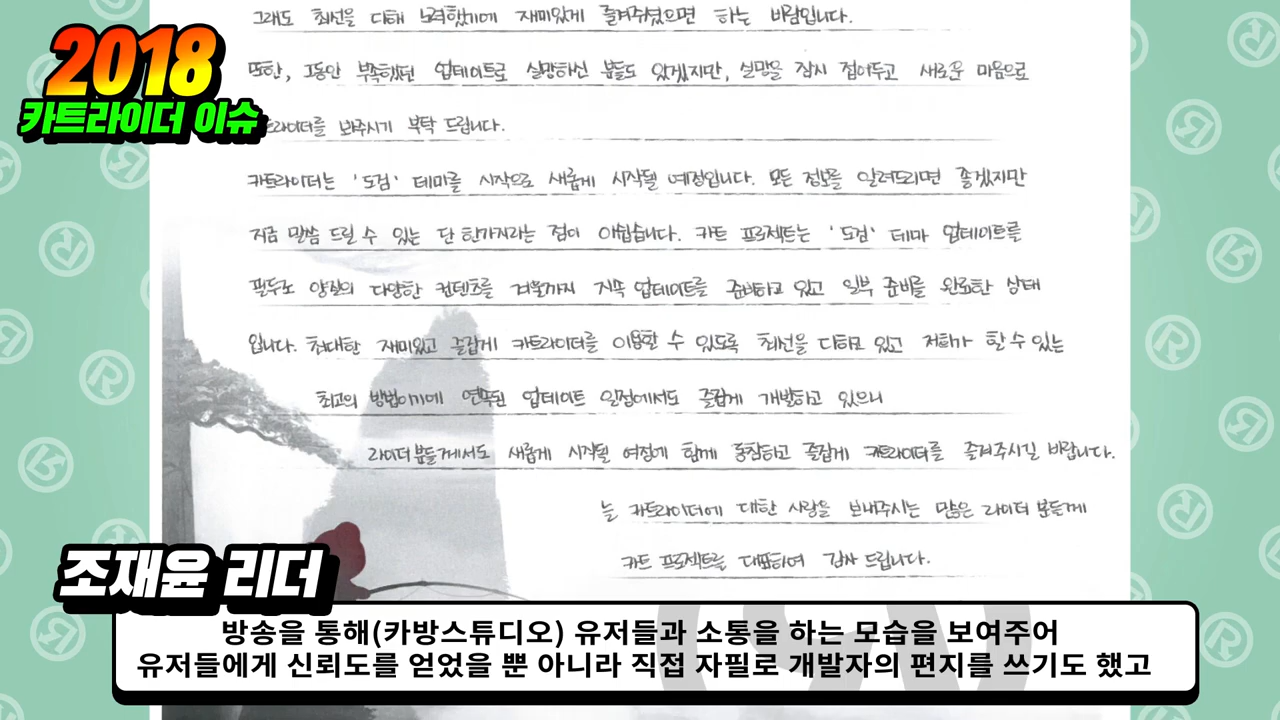 그래도 최선을 다해 노력했기에 재미있게 즐겨주셨으면 하는 바람입니다.
2018
또한, 그동안 부족했던 업데이트로 실망하신 분들도 있겠지만, 실망을 잠시 접어두고 새로운 마음으로
카트라이더 이슈
트라이더를 봐주시기 부탁 드립니다.
카트라이더는 '도검' 테마를 시작으로 새롭게 시작될 예정입니다. 모든 정보를 알려드리면 좋겠지만
지금 말씀 드릴 수 있는 단 한가지라는 점이 아쉽습니다. 카트 프로젝트는 '도검' 테마 업데이트를
필두로 양질의 다양한 컨텐츠를 겨울까지 지속 업데이트를 준비하고 있고 일부 준비를 완료한 상태
입니다. 최대한 재미있고 즐겁게 카트라이더를 이용할 수 있도록 최선을 다하고 있고 저희가 할 수 있는
최고의 방법이기에 연속된 업데이트 일정에서도 즐겁게 개발하고 있으니
라이더 분들께서도 새롭게 시작될 여정에 함께 동참하고 즐겁게 카트라이더를 즐겨주시길 바랍니다.
늘 카트라이더에 대한 사랑을 보내주시는 많은 라이더 분들께
카트 프로젝트를 대표하여 감사 드립니다.
조재윤 리더
방송을 통해(카방스튜디오) 유저들과 소통을 하는 모습을 보여주어
유저들에게 신뢰도를 얻었을 뿐 아니라 직접 자필로 개발자의 편지를 쓰기도 했고